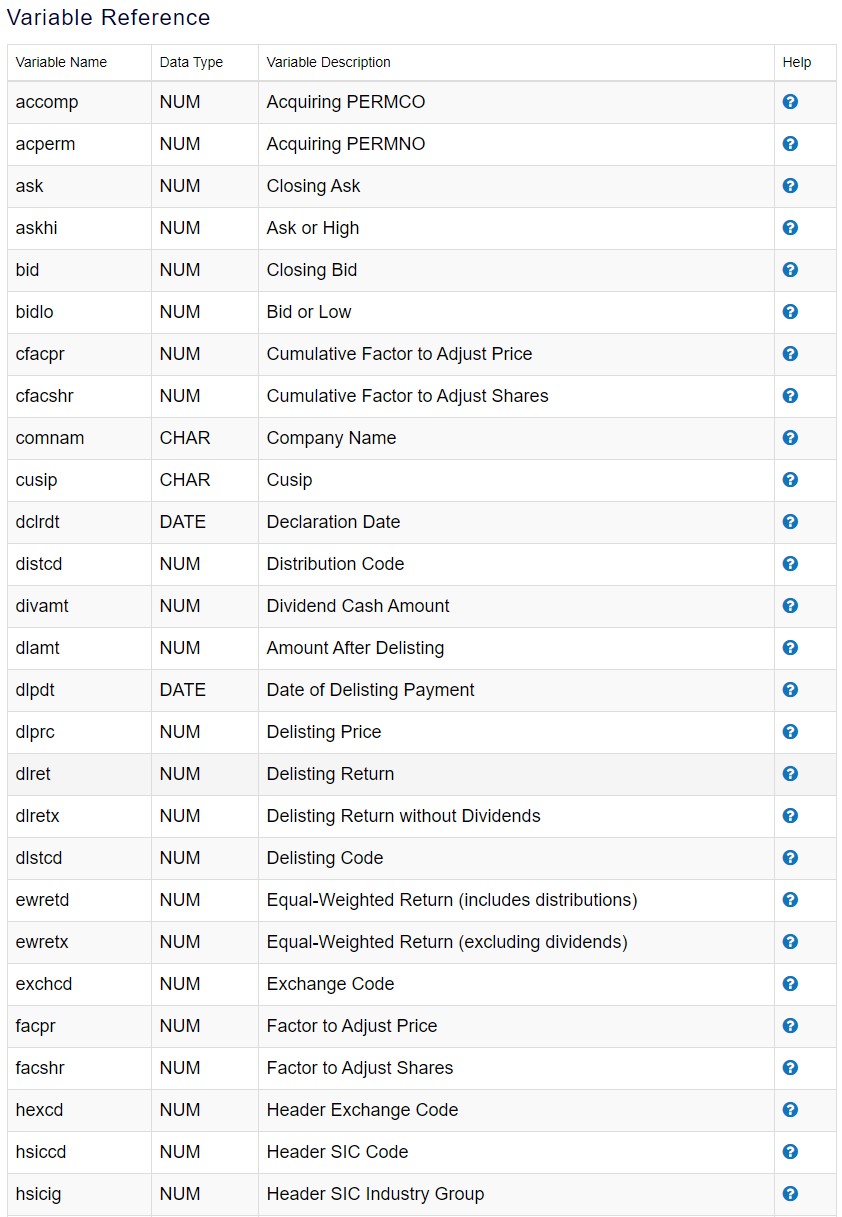 Variable Reference
Variable Name Data Type Variable Description Help
accomp NUM Acquiring PERMCO
acperm NUM Acquiring PERMNO
ask NUM Closing Ask
askhi NUM Ask or High
bid NUM Closing Bid
bidlo NUM Bid or Low
cfacpr NUM Cumulative Factor to Adjust Price
cfacshr NUM Cumulative Factor to Adjust Shares
comnam CHAR Company Name
cusip CHAR Cusip
dclrdt DATE Declaration Date
distcd NUM Distribution Code
divamt NUM Dividend Cash Amount
dlamt NUM Amount After Delisting
dlpdt DATE Date of Delisting Payment
dlprc NUM Delisting Price
dlret NUM Delisting Return
dlretx NUM Delisting Return without Dividends
dlstcd NUM Delisting Code
ewretd NUM Equal-Weighted Return (includes distributions)
ewretx NUM Equal-Weighted Return (excluding dividends)
exchcd NUM Exchange Code
facpr NUM Factor to Adjust Price
facshr NUM Factor to Adjust Shares
hexcd NUM Header Exchange Code
hsiccd NUM Header SIC Code
hsicig NUM Header SIC Industry Group